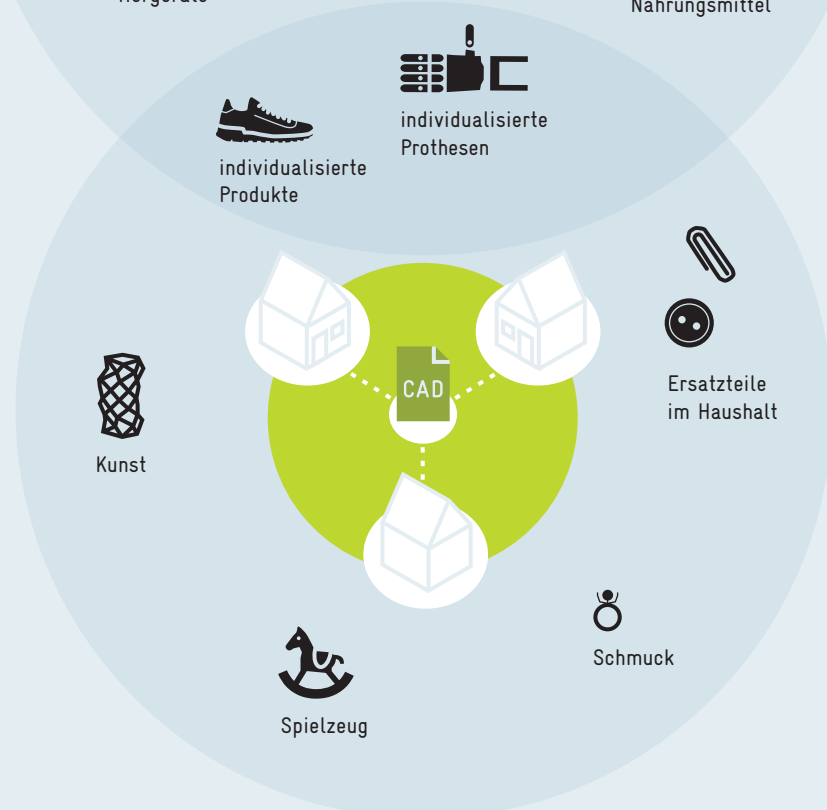 Nahrungsmittel
individualisierte
Prothesen
individualisierte
Produkte
CAD
Ersatzteile
im Haushalt
Kunst
Schmuck
Spielzeug